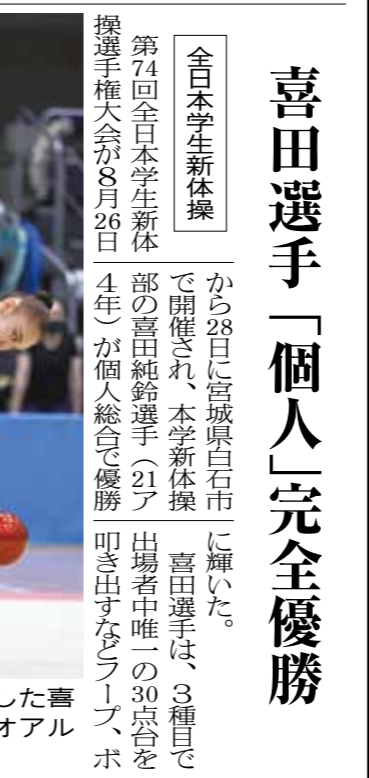 喜田選手「個人」完全優勝
全日本学生新体操
第74回全日本学生新体
操選手権大会が8月26日
から28日に宮城県白石市
で開催され、本学新体操
部の喜田純鈴選手（21ア
4年）が個人総合で優勝
に輝いた。
喜田選手は、3種目で
出場者中唯一の30点台を
叩き出すなどフープ、ボ
した喜
オアル